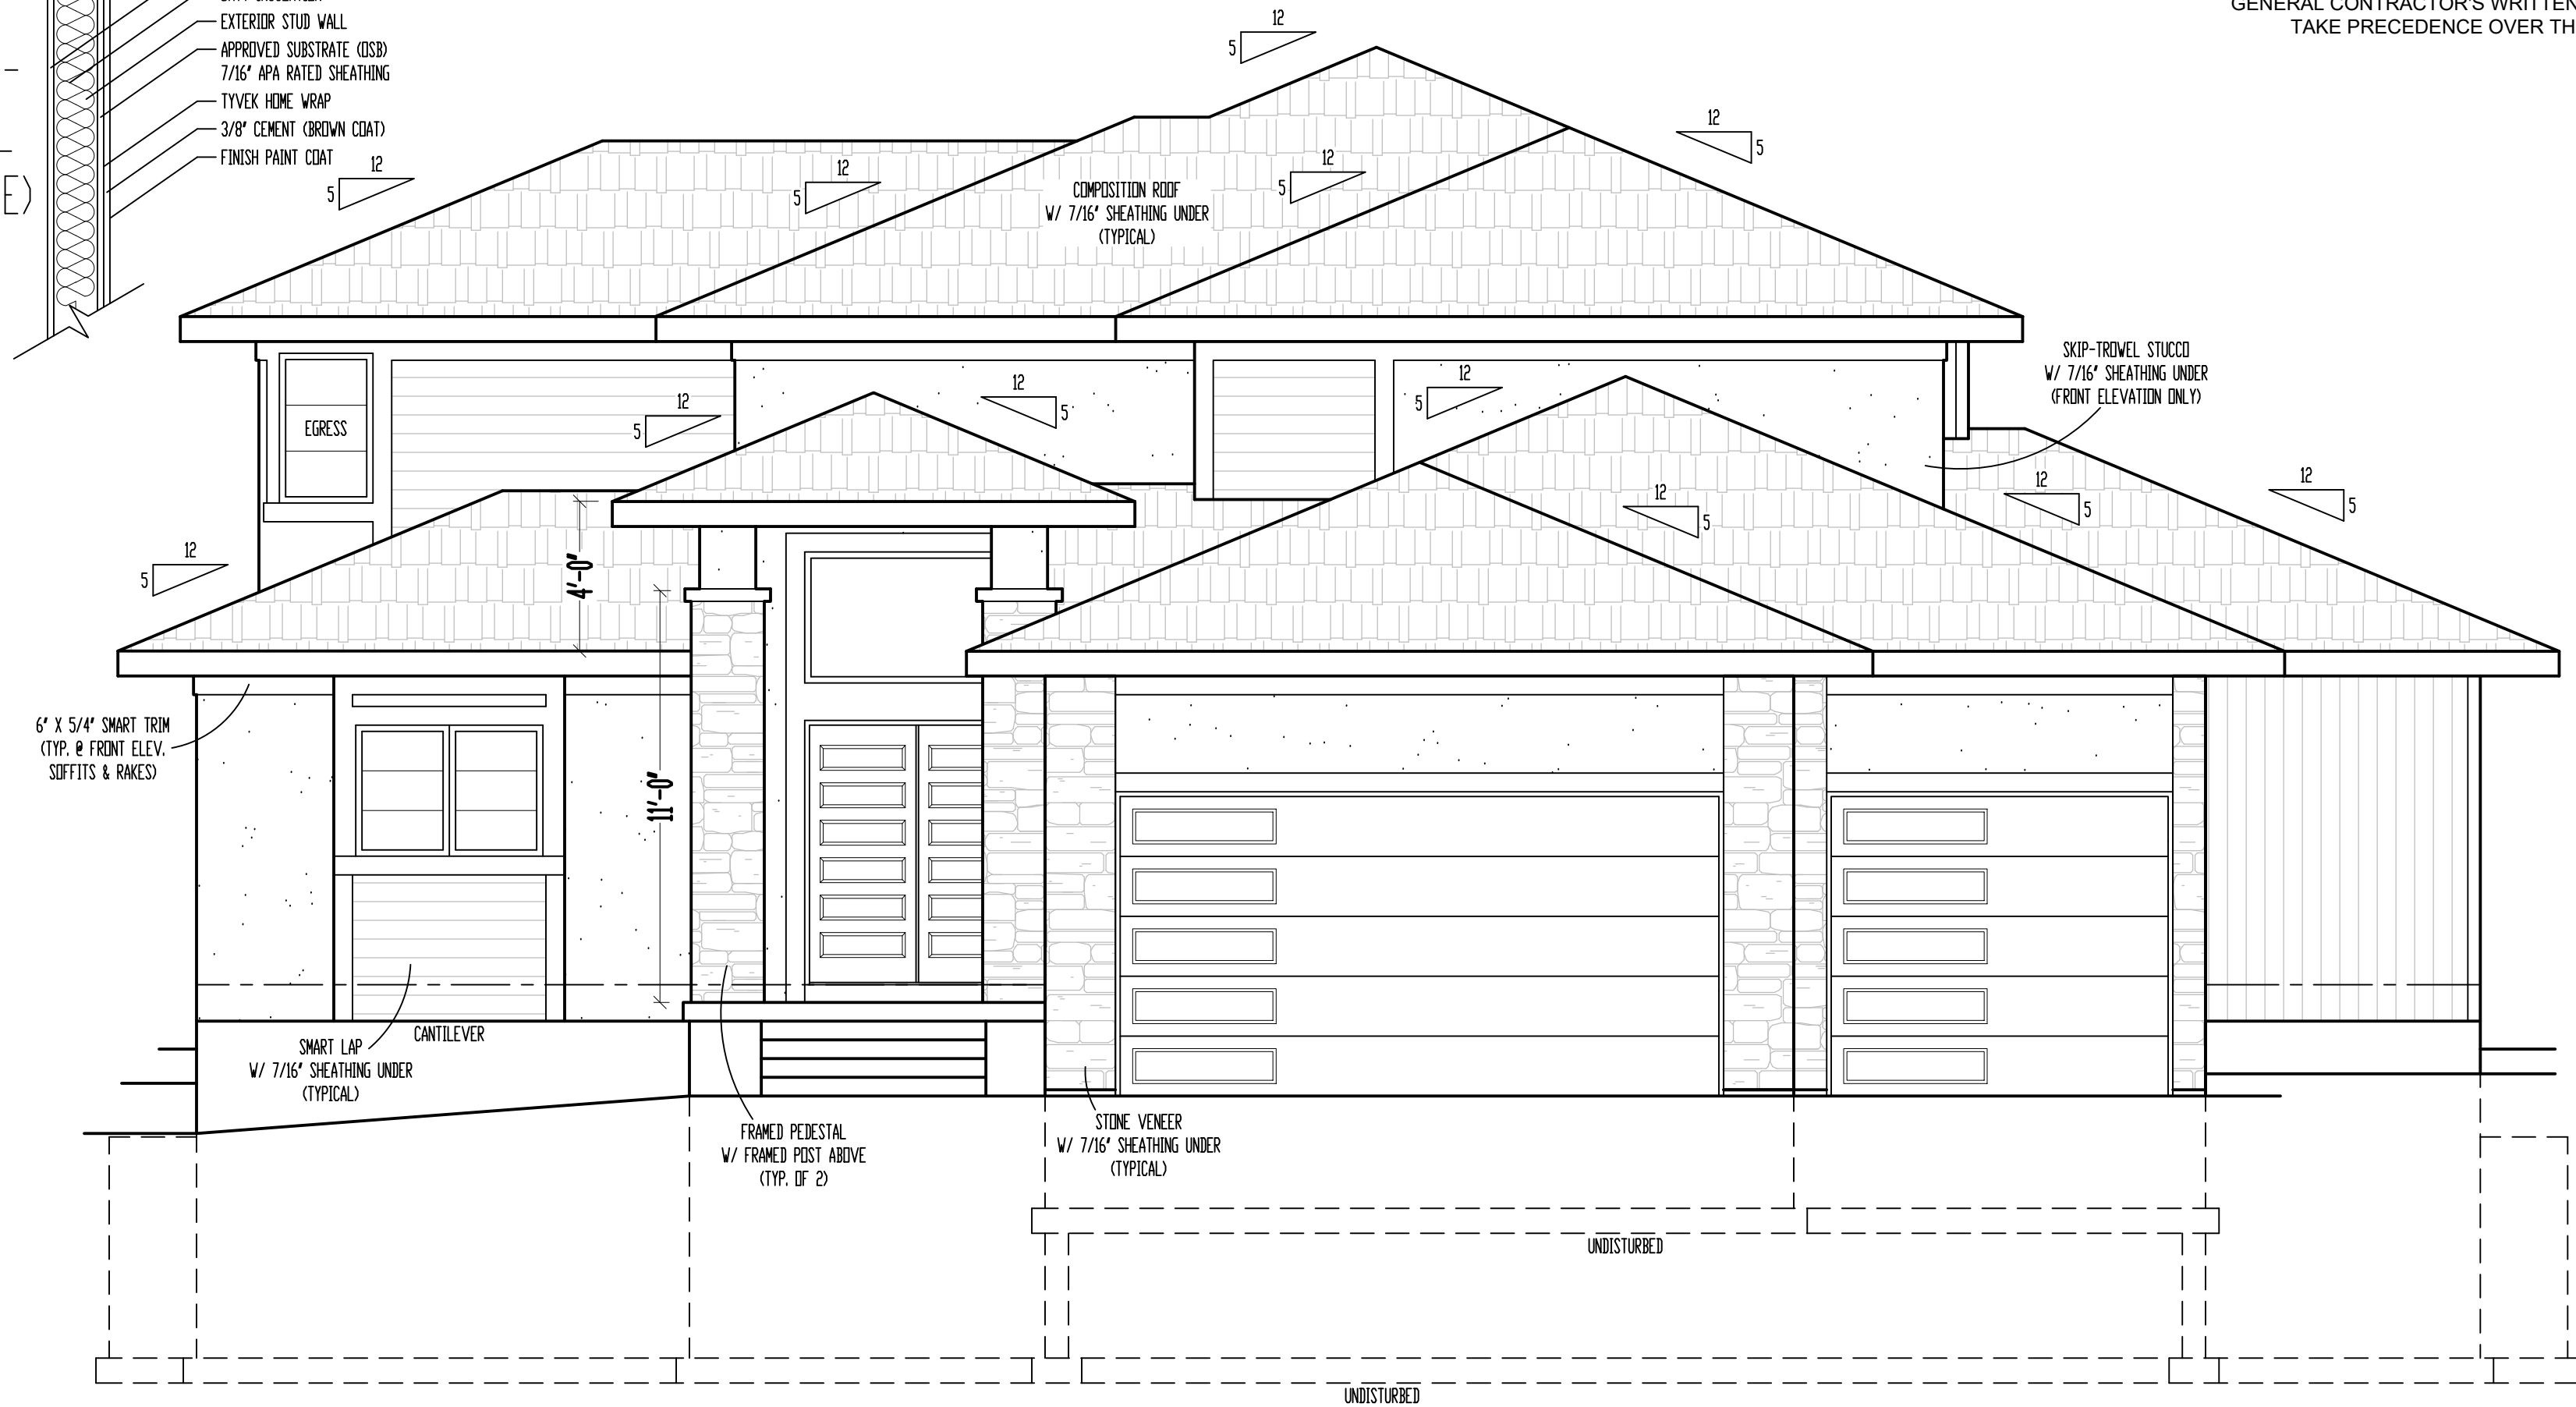 GENERAL CONTRACTOR'S WRITTEN
TAKE PRECEDENCE OVER TH
EXTERIOR STUD WALL
APPROVED SUBSTRATE (OSB)
7/16" APA RATED SHEATHING
TYVEK HOME WRAP
3/8" CEMENT (BROWN COAT)
FINISH PAINT COAT
E)
12
5
12
5
12
5
12
5
12
5
COMPOSITION ROOF
W/ 7/16" SHEATHING UNDER
(TYPICAL)
SKIP-TROWEL STUCCO
W/ 7/16" SHEATHING UNDER
(FRONT ELEVATION ONLY)
EGRESS
12
5
12
5
12
5
12
5
12
5
12
5
12
5
4'-0"
11'-0"
6" X 5/4" SMART TRIM
(TYP. @ FRONT ELEV.
SOFFITS & RAKES)
CANTILEVER
SMART LAP
W/ 7/16" SHEATHING UNDER
(TYPICAL)
FRAMED PEDESTAL
W/ FRAMED POST ABOVE
(TYP. OF 2)
STONE VENEER
W/ 7/16" SHEATHING UNDER
(TYPICAL)
UNDISTURBED
UNDISTURBED